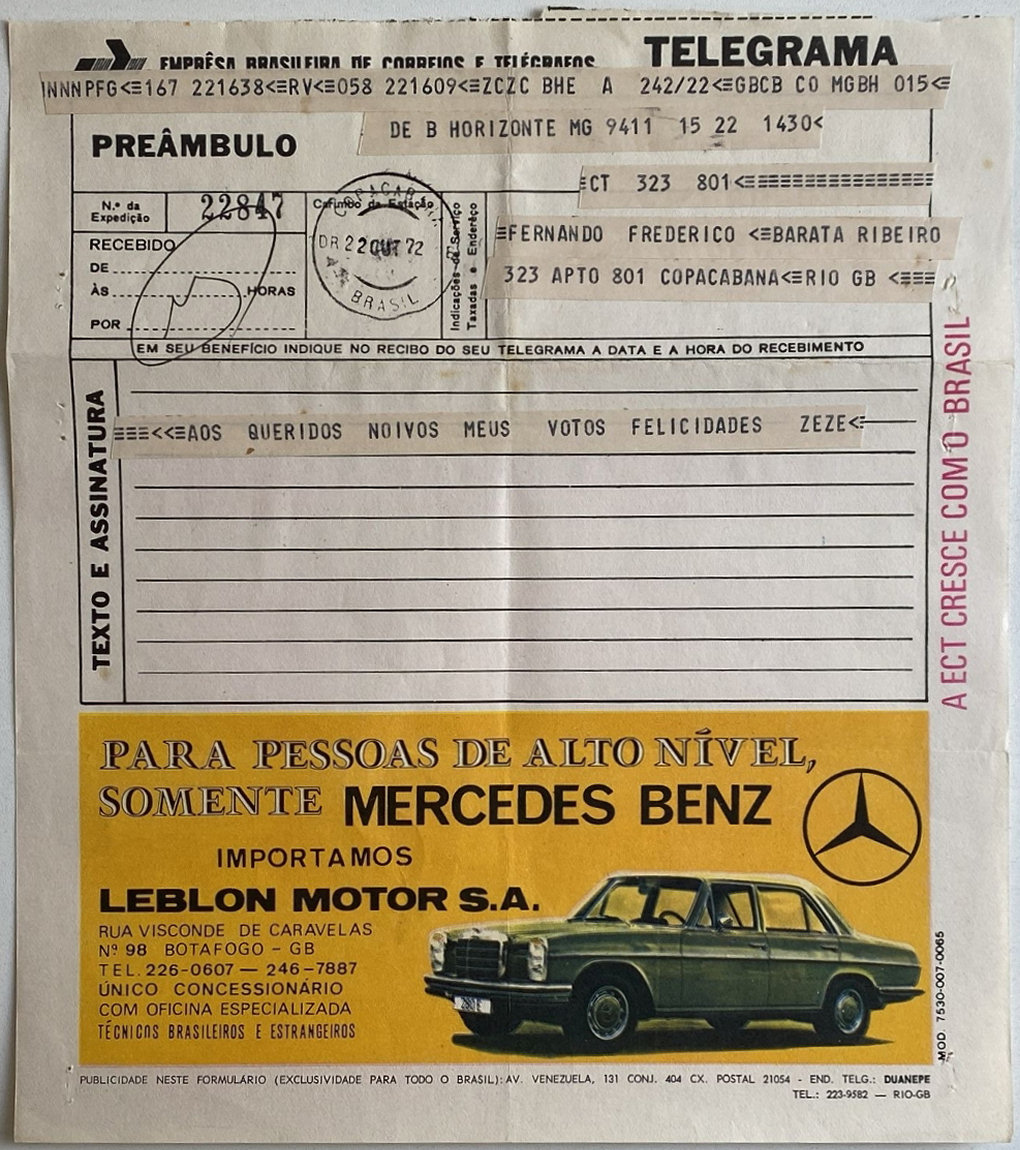 EMPRÊSA BRASILEIRA DE CORREIOS E TELÉGRAFOS
TELEGRAMA
NNNPFG<≡167 221638<≡RV<≡058 221609<≡ZCZC BHE A 242/22<≡GBCB CO MGBH 015<≡
DE B HORIZONTE MG 9411 15 22 1430<
PREÂMBULO
ECT 323 801<≡≡≡≡≡≡≡≡≡≡≡≡≡≡≡≡≡
N.º da Expedição
22847
Carimbo da Estação
COPACABANA
DR 22 OUT 72
BRASIL
Indicações de Serviço
Taxadas e Enderêço
≡FERNANDO FREDERICO <≡BARATA RIBEIRO
323 APTO 801 COPACABANA<≡RIO GB <≡≡≡
RECEBIDO
DE
ÀS HORAS
POR
EM SEU BENEFÍCIO INDIQUE NO RECIBO DO SEU TELEGRAMA A DATA E A HORA DO RECEBIMENTO
TEXTO E ASSINATURA
≡≡≡<<≡AOS QUERIDOS NOIVOS MEUS VOTOS FELICIDADES ZEZE<≡
A ECT CRESCE COM O BRASIL
PARA PESSOAS DE ALTO NÍVEL,
SOMENTE MERCEDES BENZ
IMPORTAMOS
LEBLON MOTOR S.A.
RUA VISCONDE DE CARAVELAS
Nº 98 BOTAFOGO - GB
TEL. 226-0607 — 246-7887
ÚNICO CONCESSIONÁRIO
COM OFICINA ESPECIALIZADA
TÉCNICOS BRASILEIROS E ESTRANGEIROS
MOD. 7530-007-0065
PUBLICIDADE NESTE FORMULÁRIO (EXCLUSIVIDADE PARA TODO O BRASIL): AV. VENEZUELA, 131 CONJ. 404 CX. POSTAL 21054 - END. TELG.: DUANEPE
TEL.: 223-9582 — RIO-GB